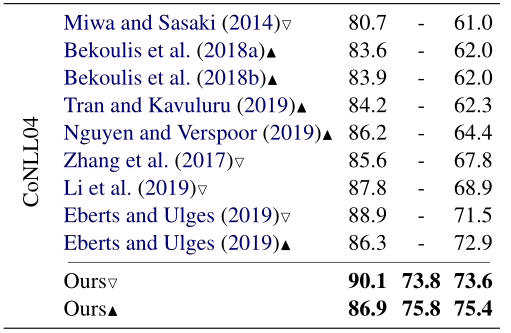 CoNLL04
Miwa and Sasaki (2014)▽ 80.7 - 61.0
Bekoulis et al. (2018a)▲ 83.6 - 62.0
Bekoulis et al. (2018b)▲ 83.9 - 62.0
Tran and Kavuluru (2019)▲ 84.2 - 62.3
Nguyen and Verspoor (2019)▲ 86.2 - 64.4
Zhang et al. (2017)▽ 85.6 - 67.8
Li et al. (2019)▽ 87.8 - 68.9
Eberts and Ulges (2019)▽ 88.9 - 71.5
Eberts and Ulges (2019)▲ 86.3 - 72.9
Ours▽ 90.1 73.8 73.6
Ours▲ 86.9 75.8 75.4